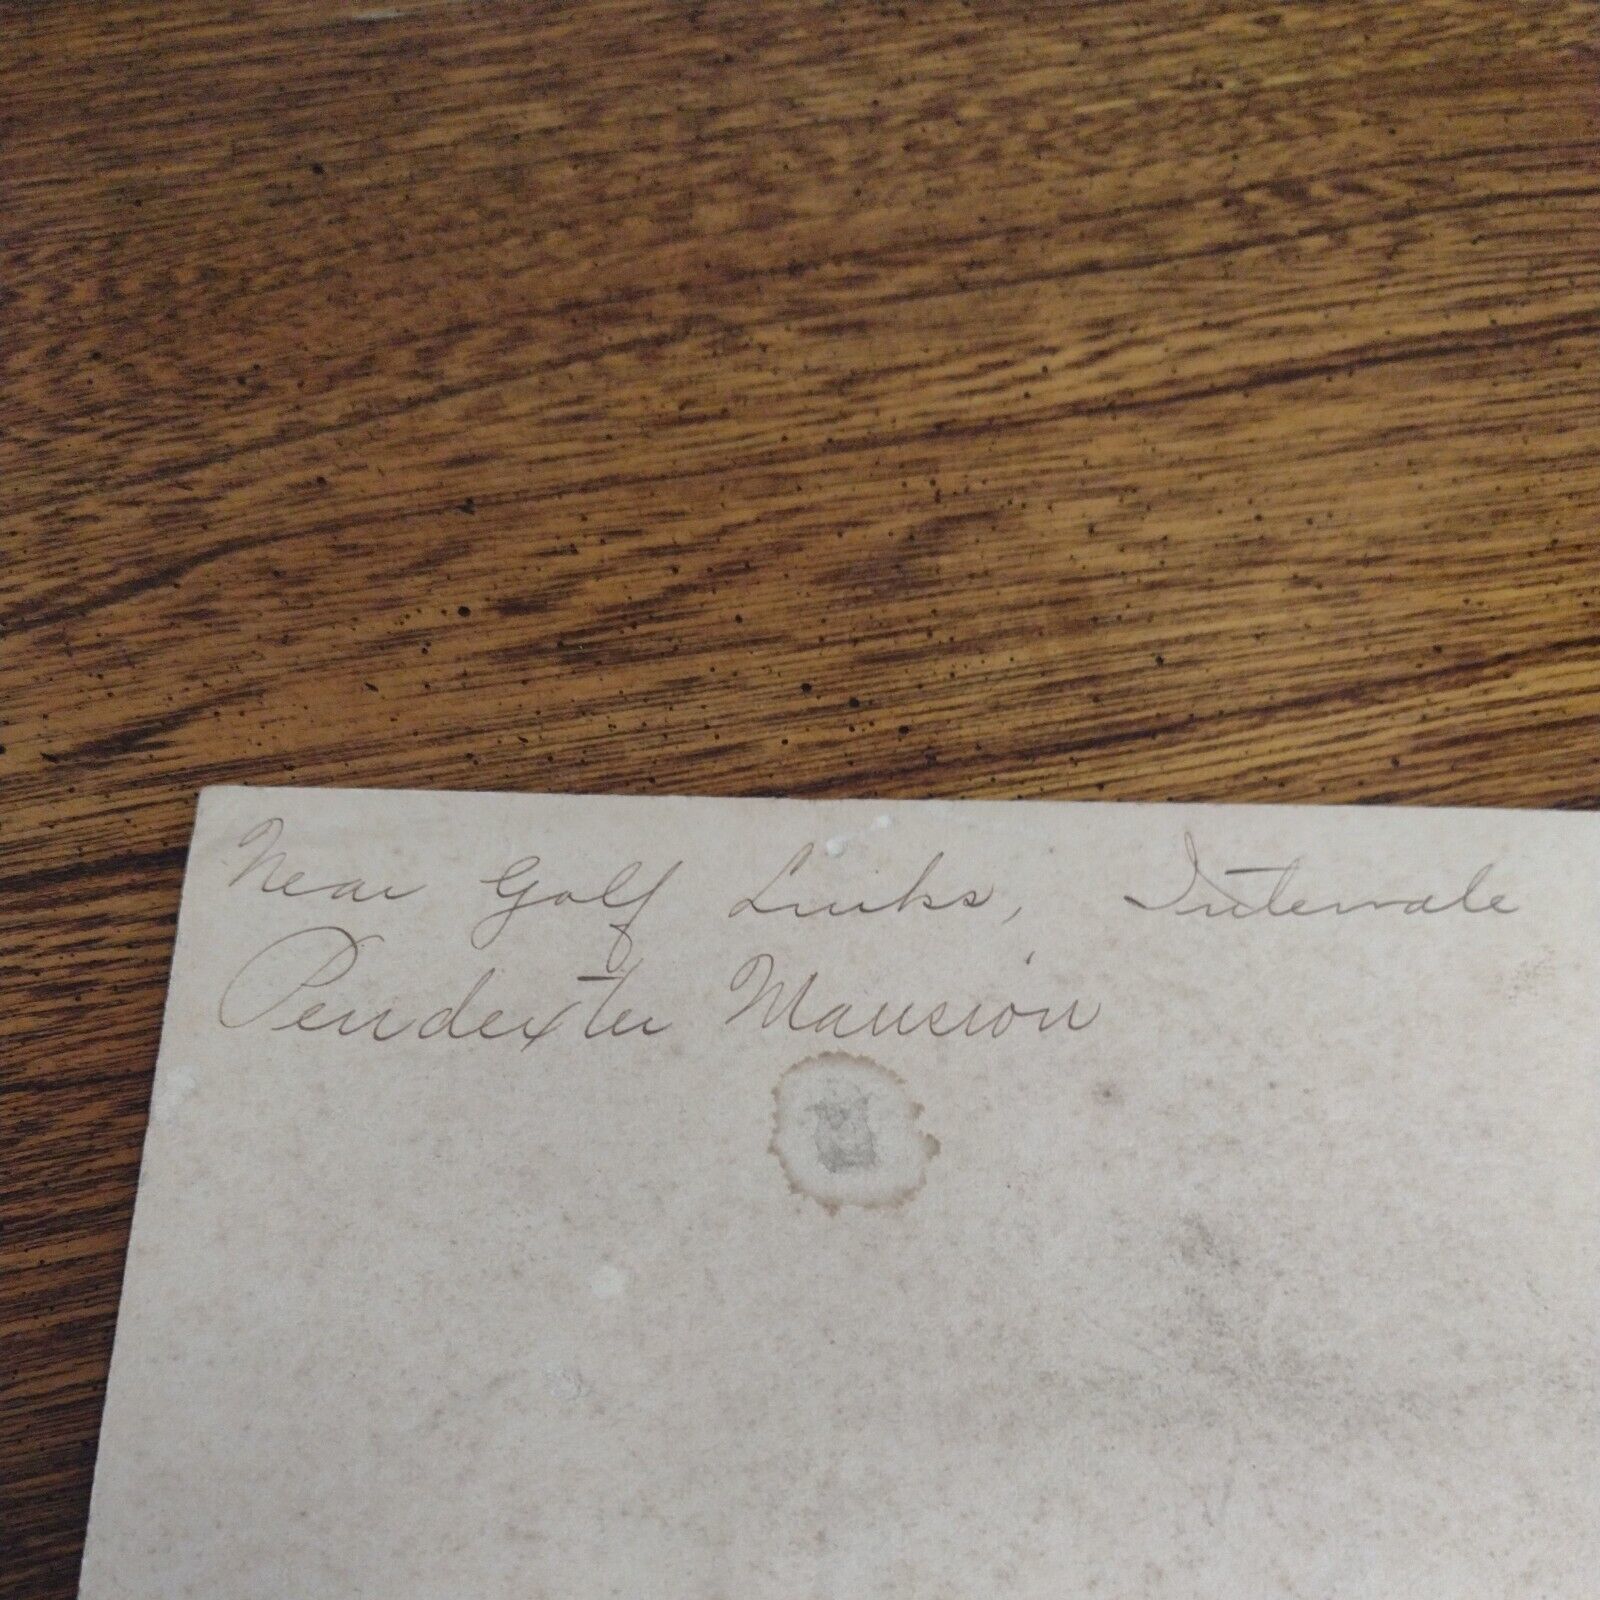 Near Golf Links, Intervale
Pendexter Mansion